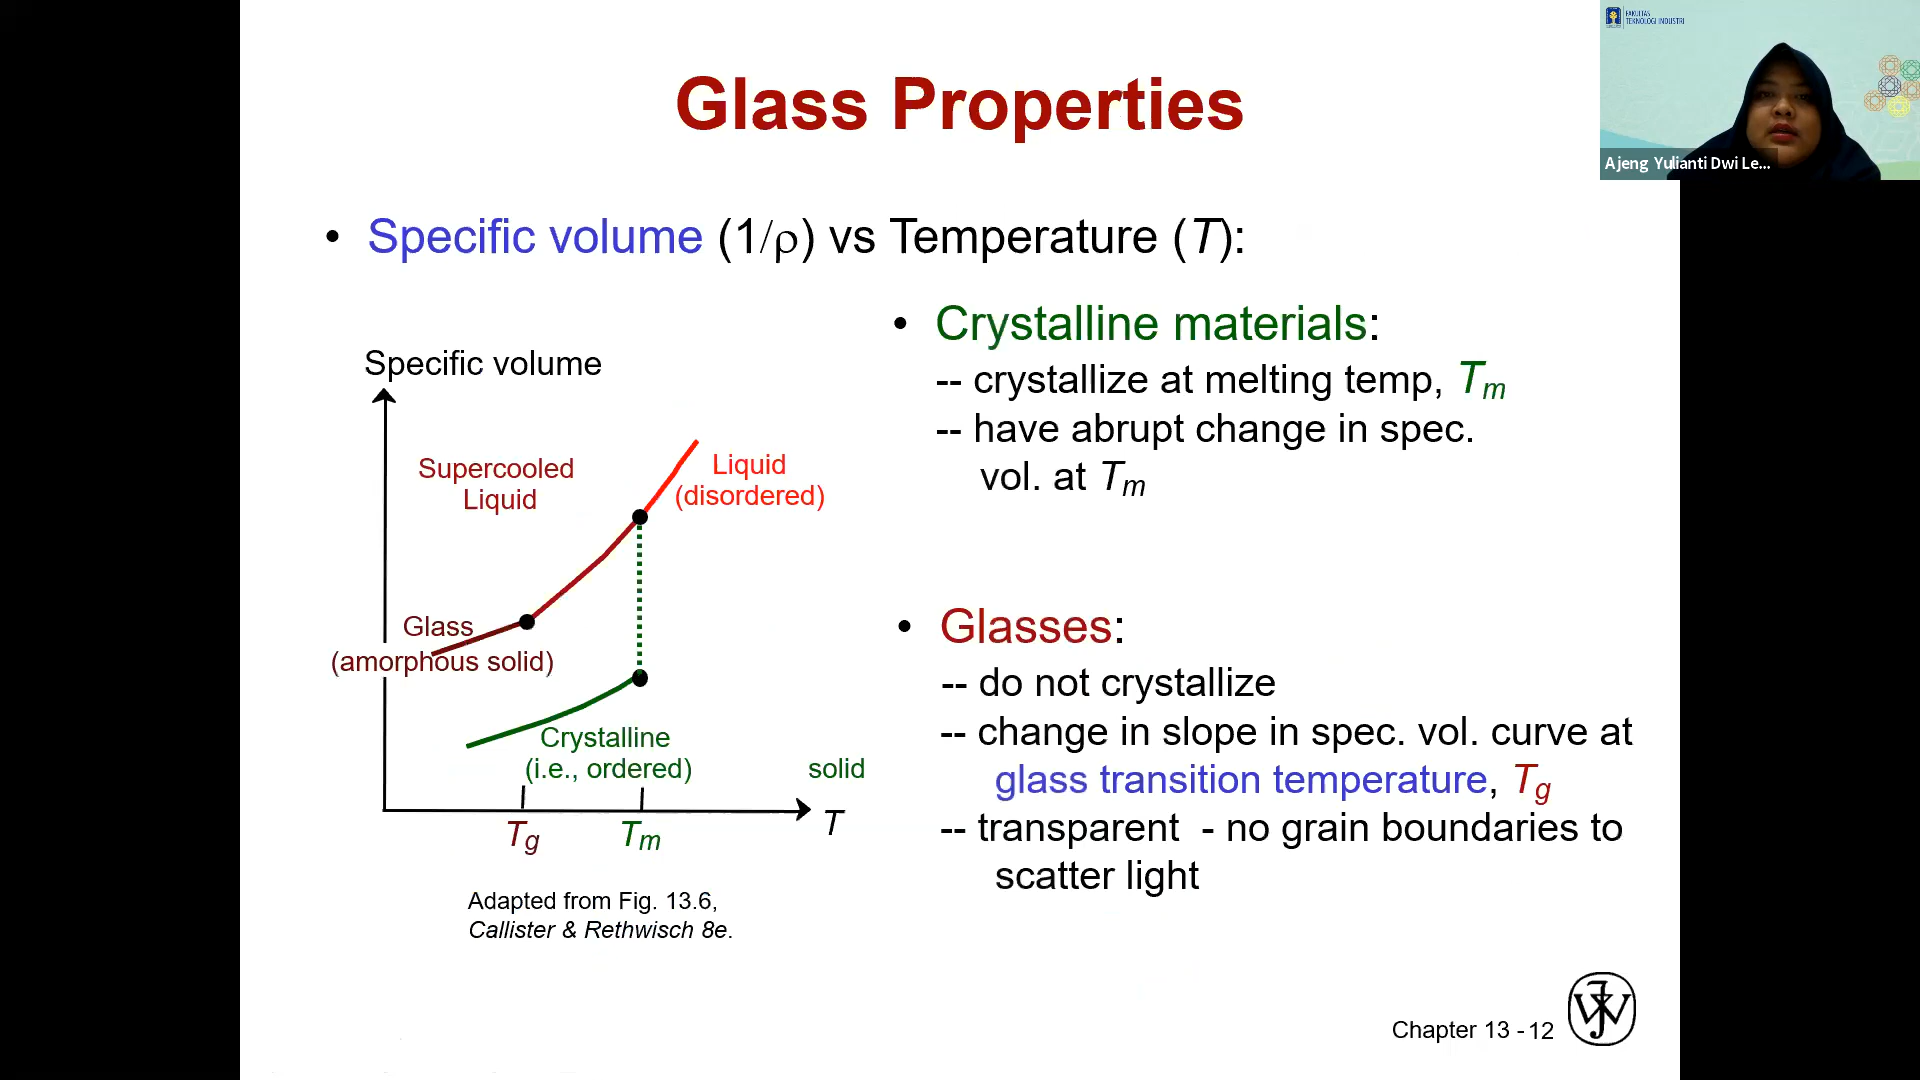 Glass Properties
FAKULTAS
TEKNOLOGI INDUSTRI
Ajeng Yulianti Dwi Le...
• Specific volume (1/ρ) vs Temperature (T):
Specific volume
Supercooled
Liquid
Liquid
(disordered)
Glass
(amorphous solid)
Crystalline
(i.e., ordered)
solid
T
Tg
Tm
Adapted from Fig. 13.6,
Callister & Rethwisch 8e.
• Crystalline materials:
-- crystallize at melting temp, Tm
-- have abrupt change in spec.
vol. at Tm
• Glasses:
-- do not crystallize
-- change in slope in spec. vol. curve at
glass transition temperature, Tg
-- transparent - no grain boundaries to
scatter light
Chapter 13 - 12